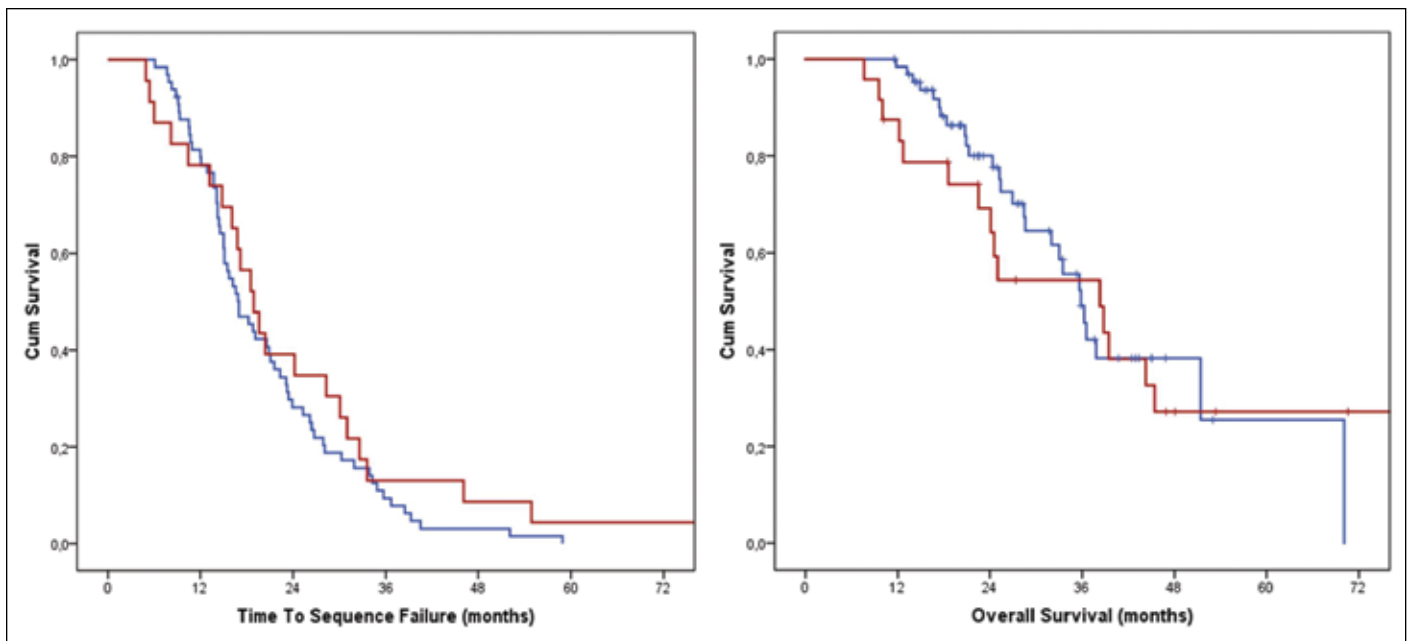 1,0
0,8
0,6
0,4
0,2
0,0
Cum Survival
0 12 24 36 48 60 72
Time To Sequence Failure (months)
1,0
0,8
0,6
0,4
0,2
0,0
Cum Survival
0 12 24 36 48 60 72
Overall Survival (months)